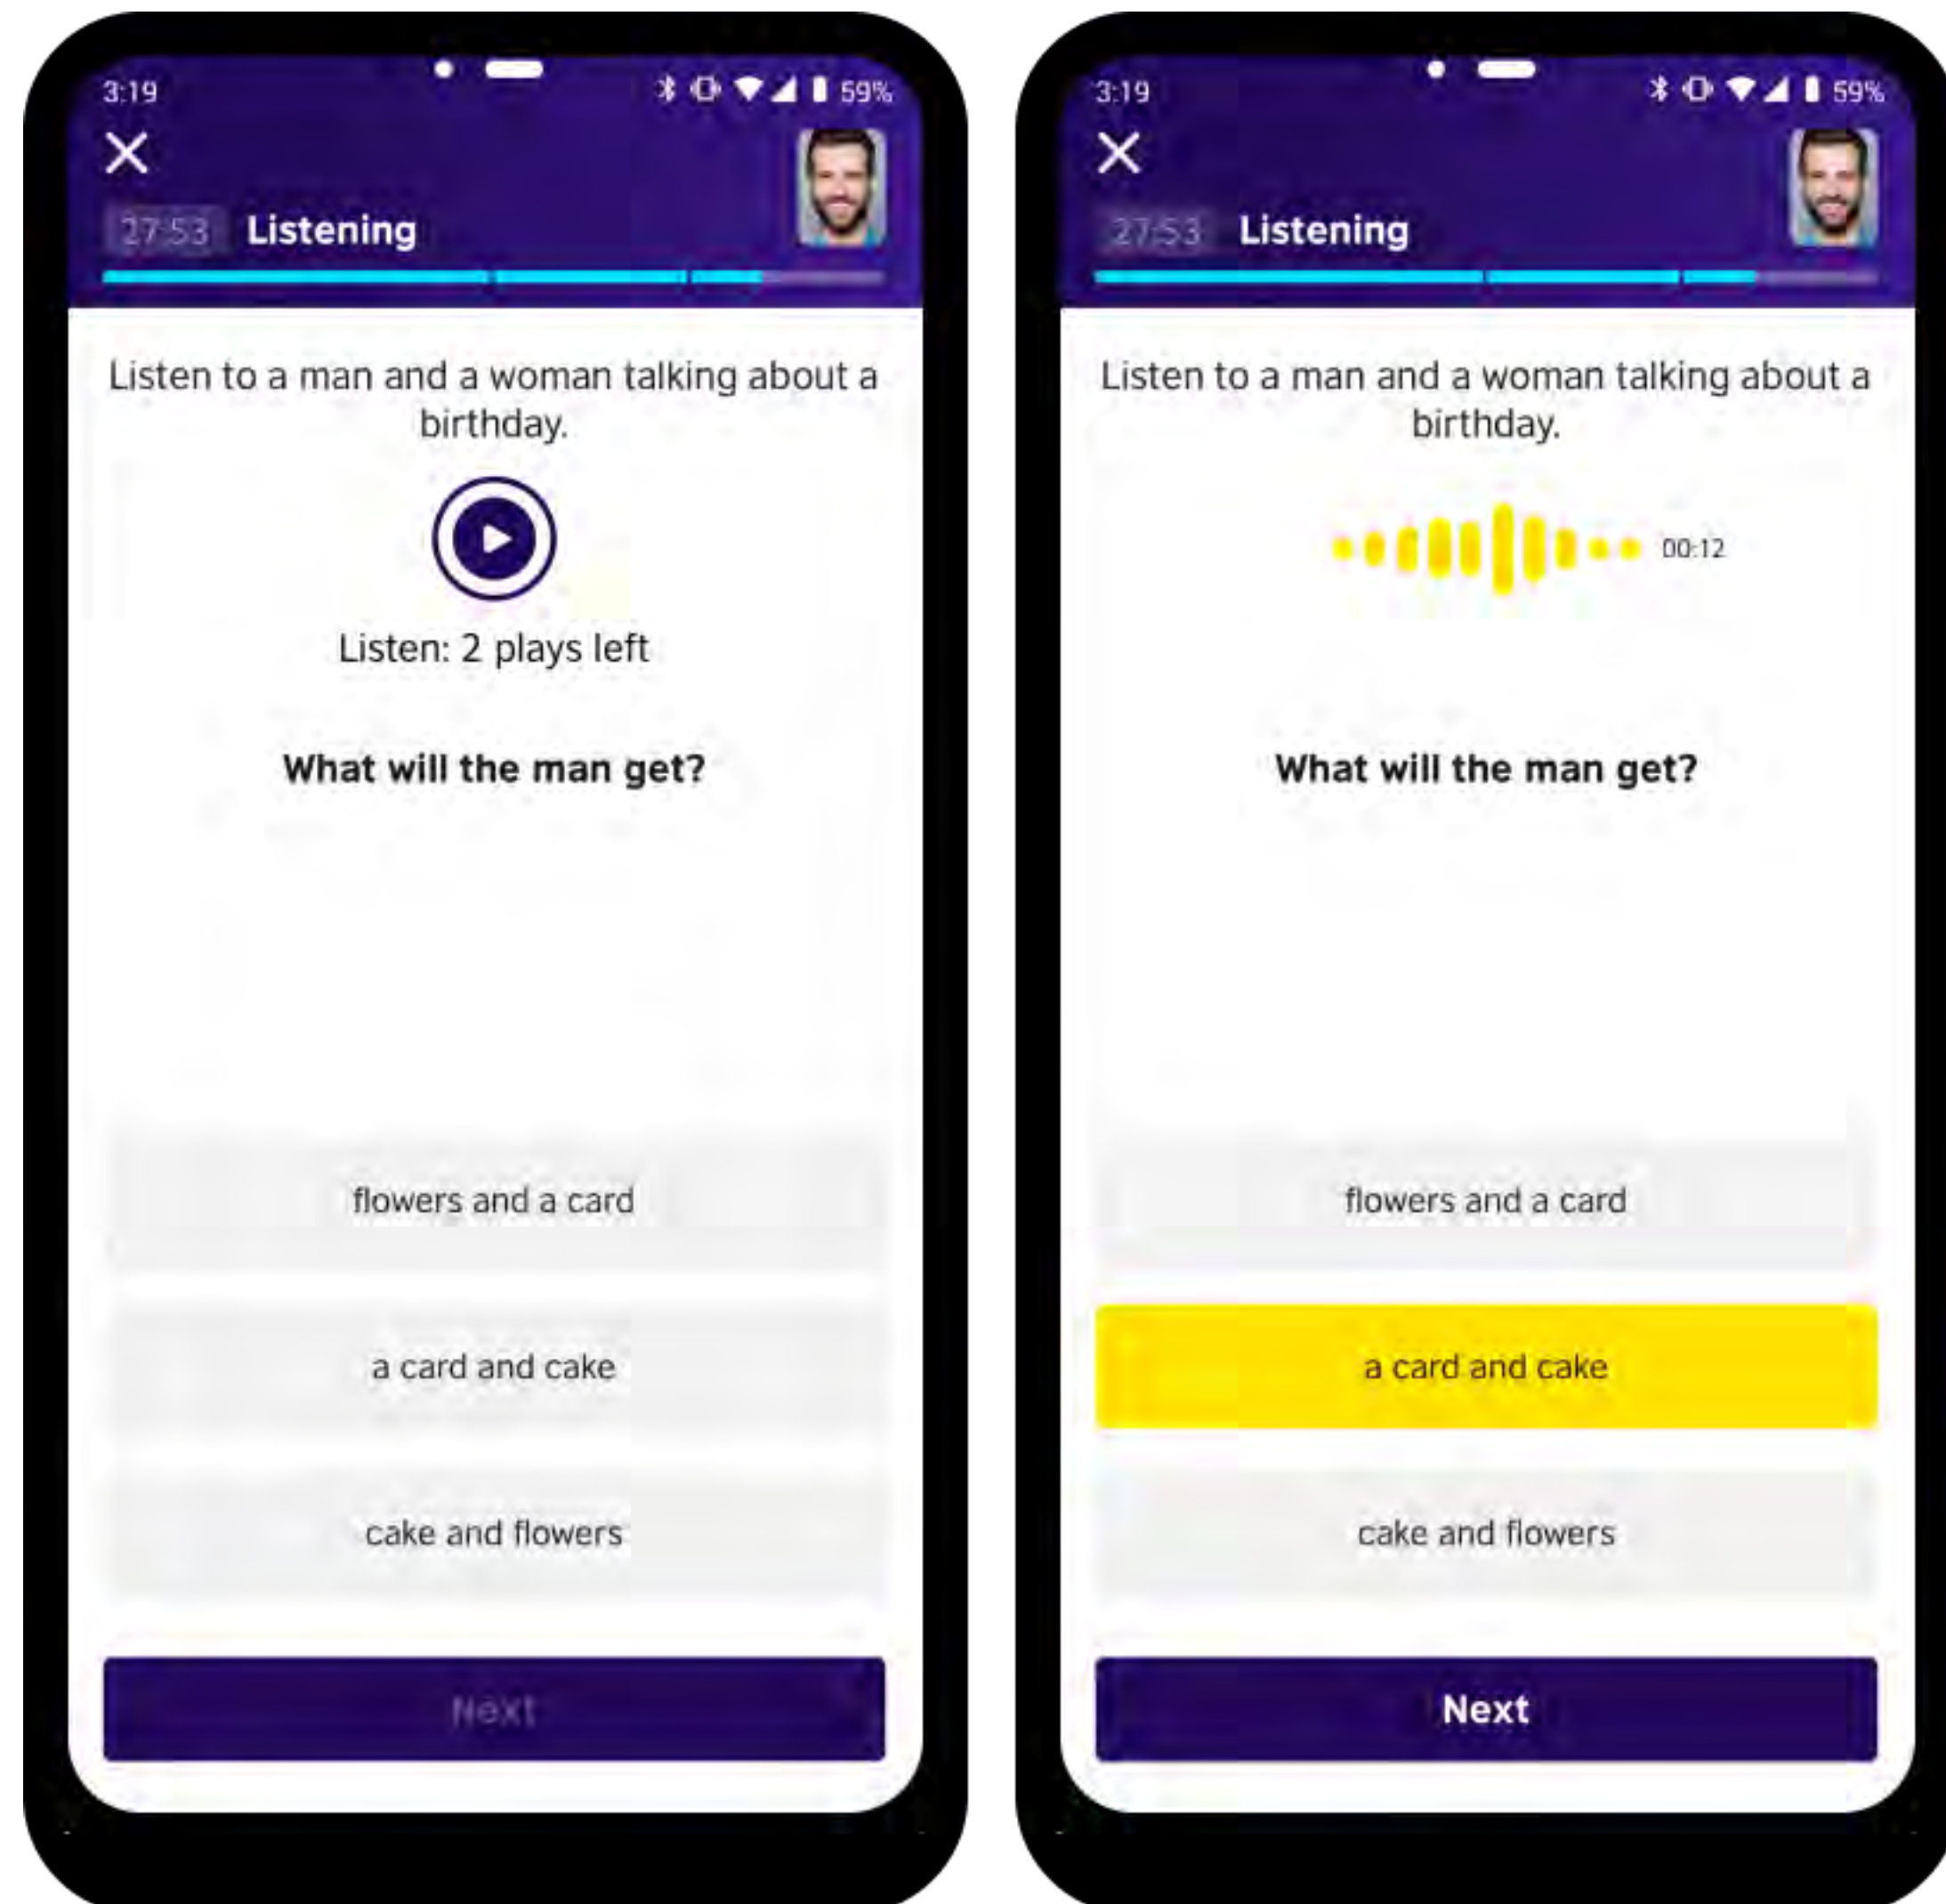 3:19
59%
27:53 Listening
Listen to a man and a woman talking about a
birthday.
Listen: 2 plays left
What will the man get?
flowers and a card
a card and cake
cake and flowers
Next
3:19
59%
27:53 Listening
Listen to a man and a woman talking about a
birthday.
00:12
What will the man get?
flowers and a card
a card and cake
cake and flowers
Next